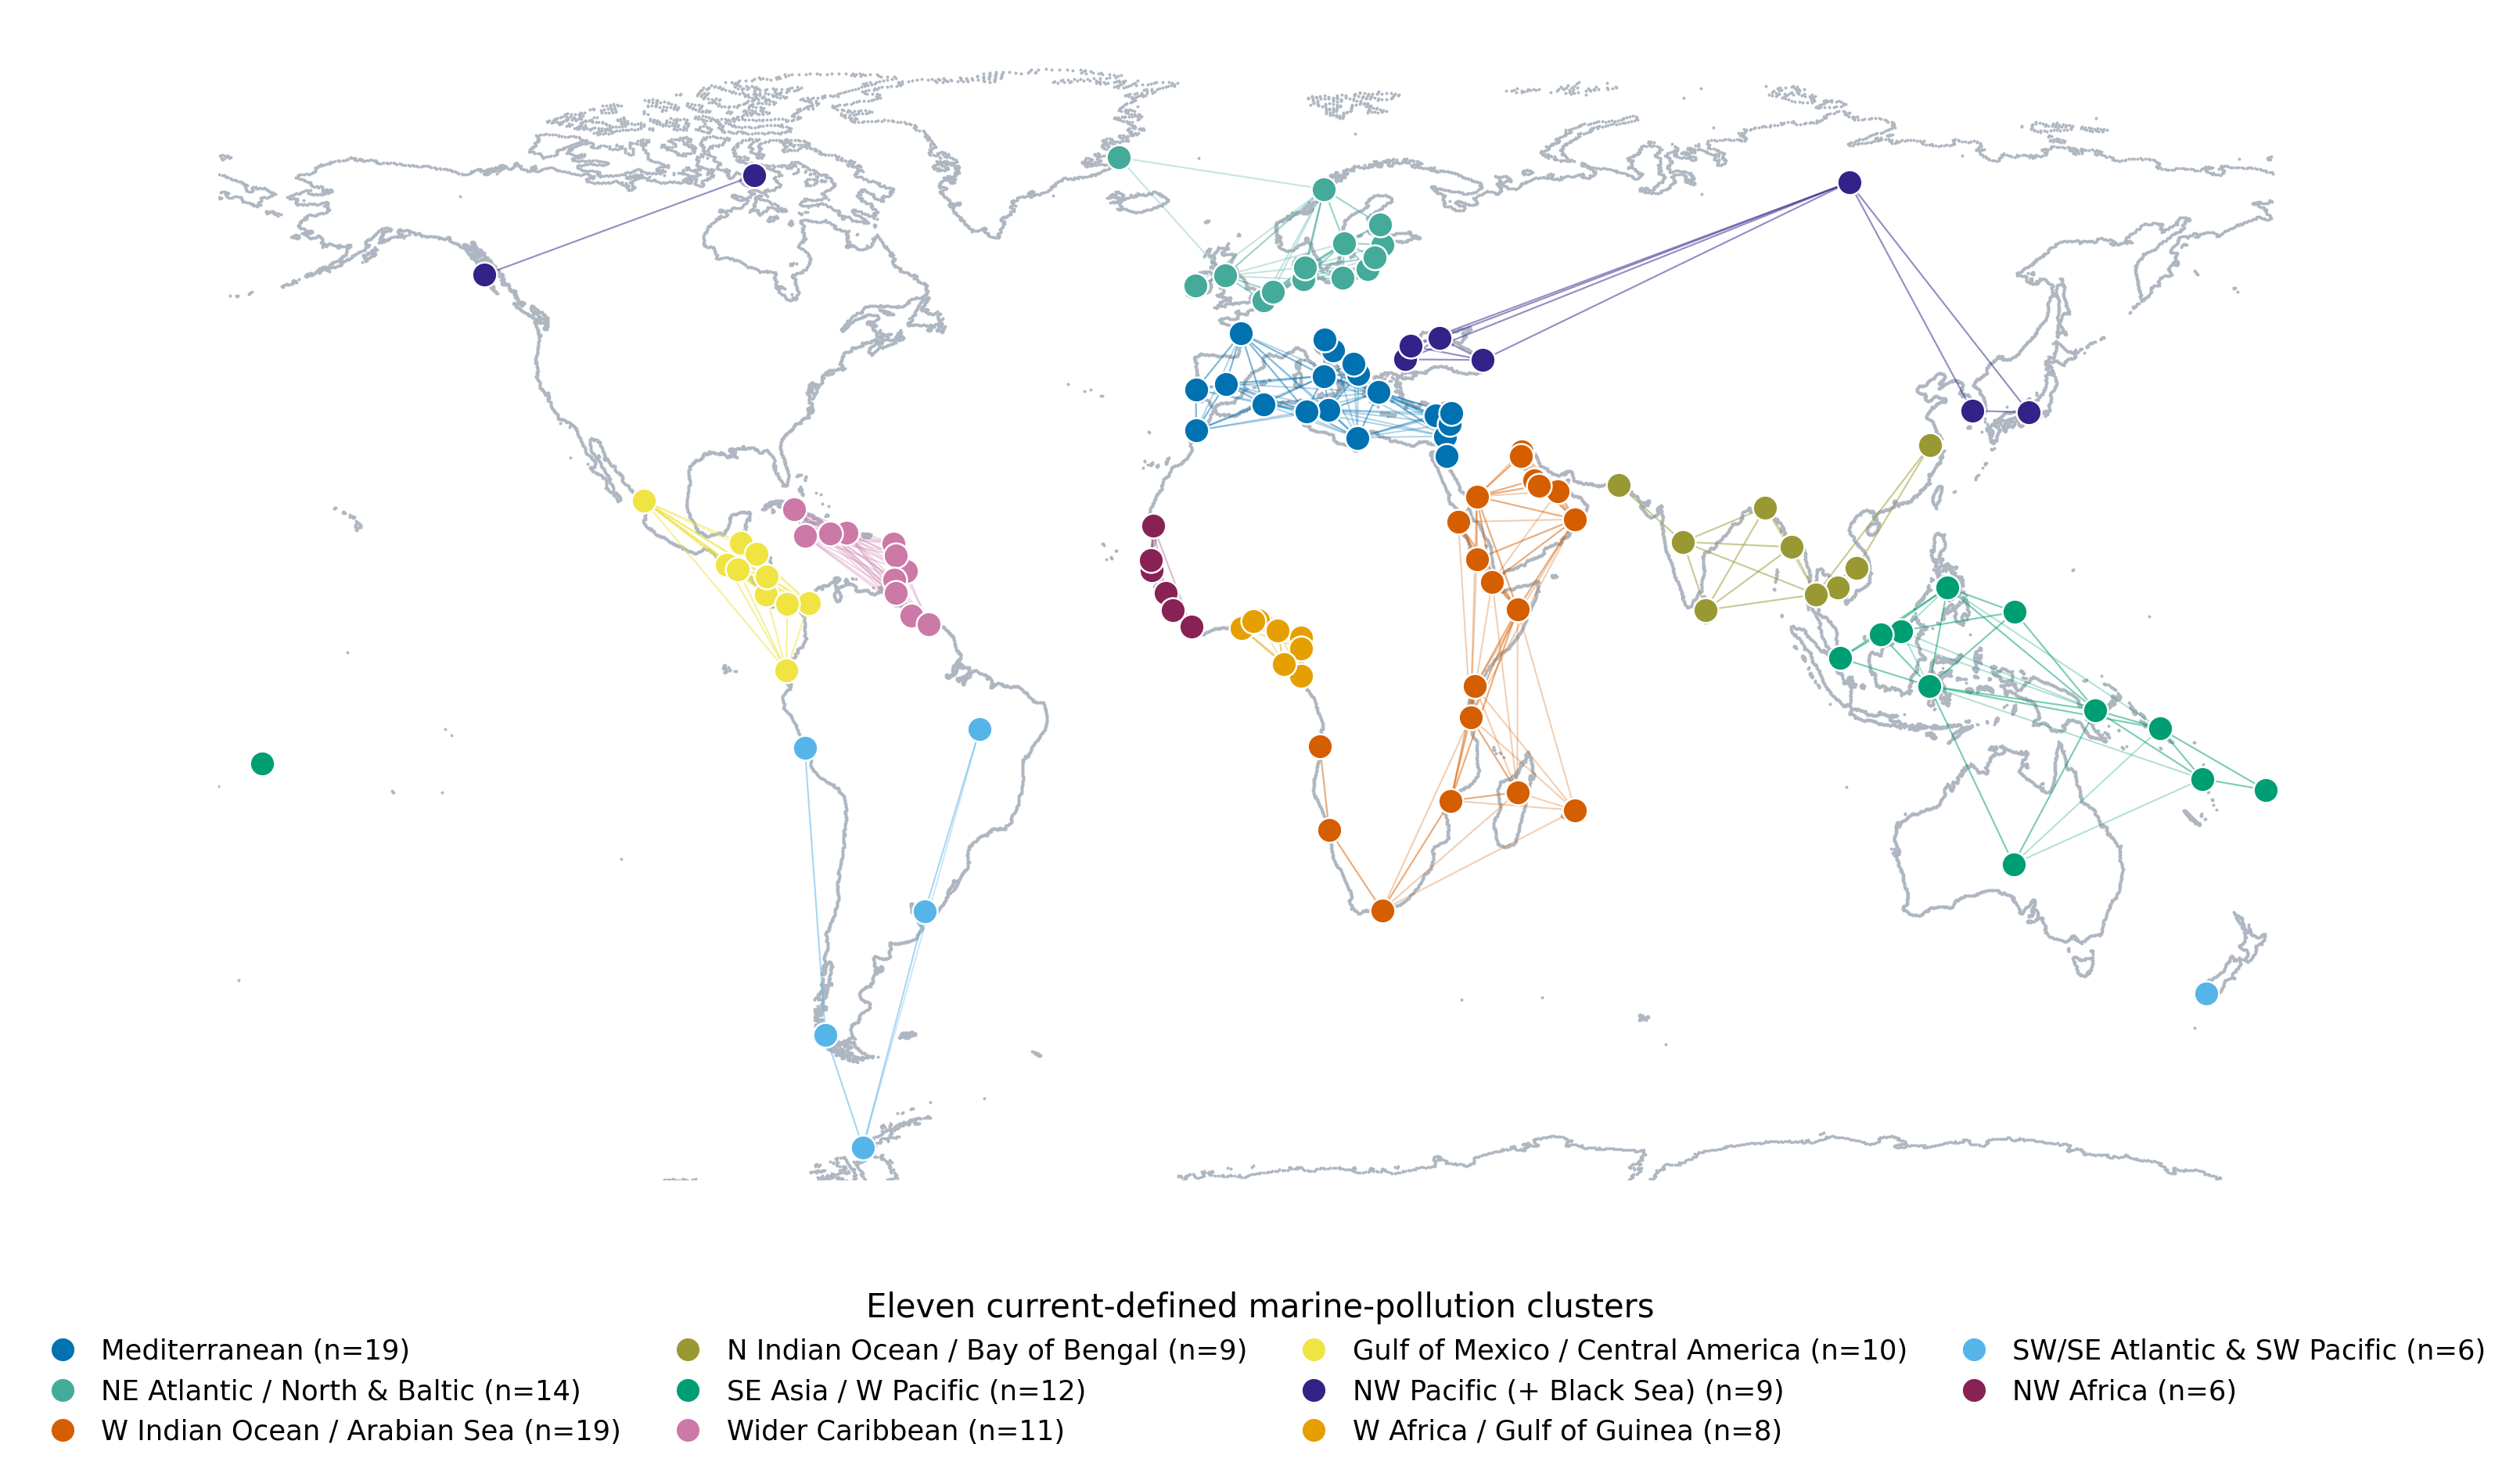 Eleven current-defined marine-pollution clusters
Mediterranean (n=19)
NE Atlantic / North & Baltic (n=14)
W Indian Ocean / Arabian Sea (n=19)
N Indian Ocean / Bay of Bengal (n=9)
SE Asia / W Pacific (n=12)
Wider Caribbean (n=11)
Gulf of Mexico / Central America (n=10)
NW Pacific (+ Black Sea) (n=9)
W Africa / Gulf of Guinea (n=8)
SW/SE Atlantic & SW Pacific (n=6)
NW Africa (n=6)